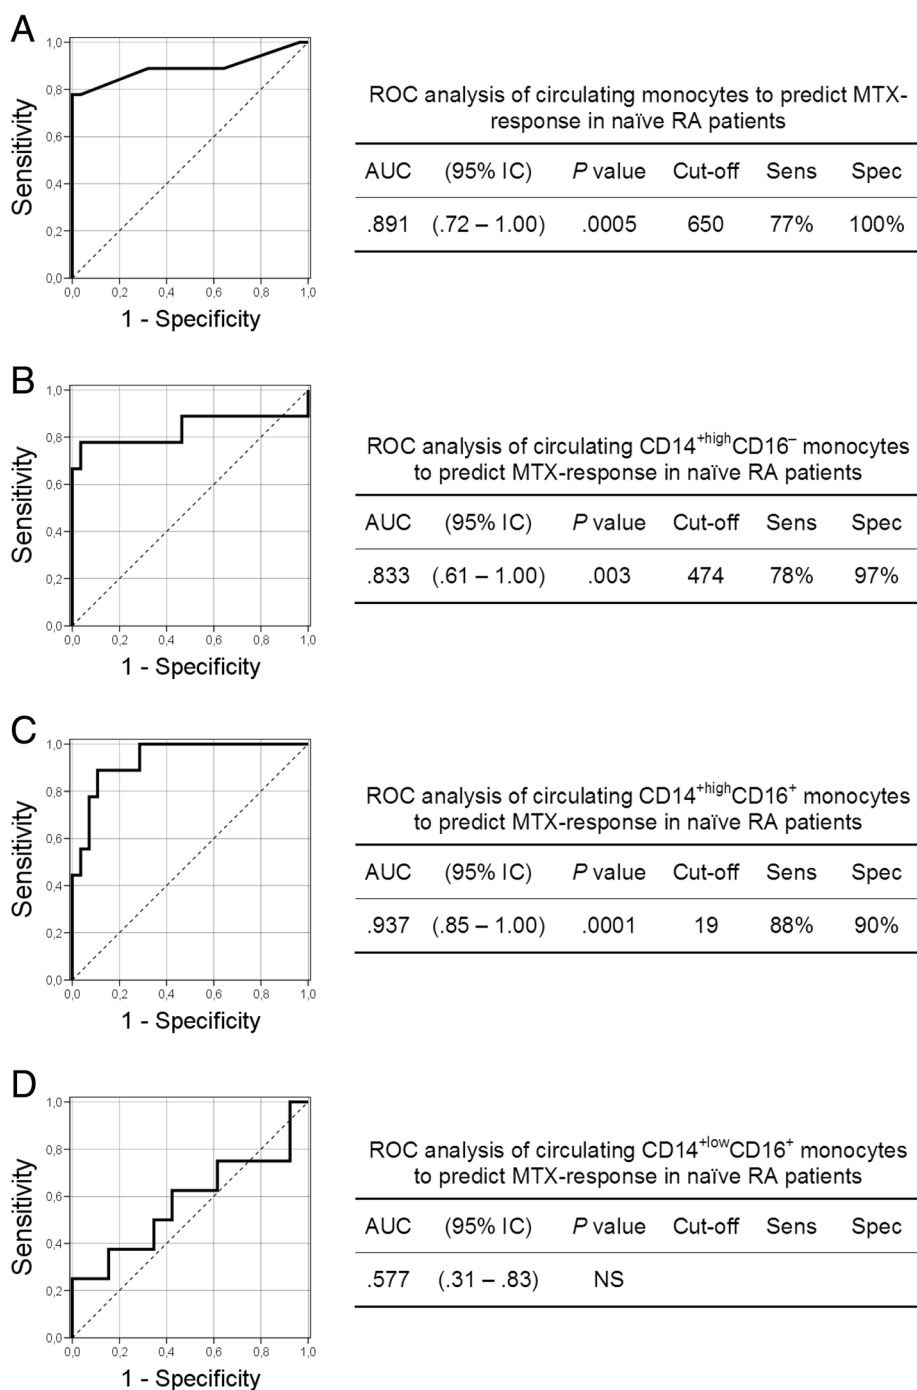 A
1,0
0,8
0,6
0,4
0,2
0,0
Sensitivity
0,0 0,2 0,4 0,6 0,8 1,0
1 - Specificity
ROC analysis of circulating monocytes to predict MTX-
response in naïve RA patients
AUC (95% IC) P value Cut-off Sens Spec
.891 (.72 – 1.00) .0005 650 77% 100%
B
1,0
0,8
0,6
0,4
0,2
0,0
Sensitivity
0,0 0,2 0,4 0,6 0,8 1,0
1 - Specificity
ROC analysis of circulating CD14⁺ʰⁱᵍʰCD16⁻ monocytes
to predict MTX-response in naïve RA patients
AUC (95% IC) P value Cut-off Sens Spec
.833 (.61 – 1.00) .003 474 78% 97%
C
1,0
0,8
0,6
0,4
0,2
0,0
Sensitivity
0,0 0,2 0,4 0,6 0,8 1,0
1 - Specificity
ROC analysis of circulating CD14⁺ʰⁱᵍʰCD16⁺ monocytes
to predict MTX-response in naïve RA patients
AUC (95% IC) P value Cut-off Sens Spec
.937 (.85 – 1.00) .0001 19 88% 90%
D
1,0
0,8
0,6
0,4
0,2
0,0
Sensitivity
0,0 0,2 0,4 0,6 0,8 1,0
1 - Specificity
ROC analysis of circulating CD14⁺ˡᵒʷCD16⁺ monocytes
to predict MTX-response in naïve RA patients
AUC (95% IC) P value Cut-off Sens Spec
.577 (.31 – .83) NS